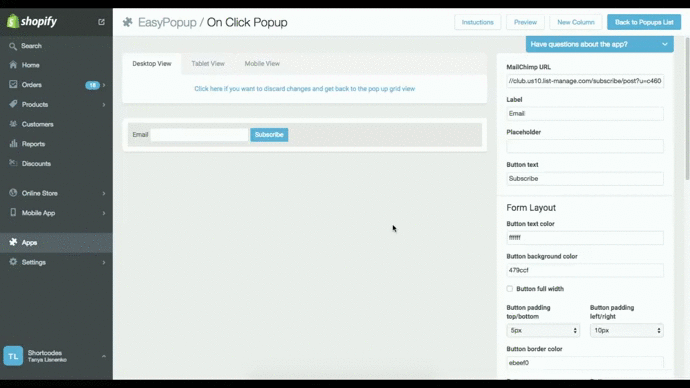 shopify
EasyPopup / On Click Popup
Instuctions
Preview
New Column
Back to Popups List
Have questions about the app?
Search
Home
Orders
18
Products
Customers
Reports
Discounts
Online Store
Mobile App
Apps
Settings
TL
Shortcodes
Tanya Lisnenko
Desktop View
Tablet View
Mobile View
Click here if you want to discard changes and get back to the pop up grid view
Email
Subscribe
MailChimp URL
//club.us10.list-manage.com/subscribe/post?u=c460
Label
Email
Placeholder
Button text
Subscribe
Form Layout
Button text color
ffffff
Button background color
479ccf
Button full width
Button padding
top/bottom
Button padding
left/right
5px
10px
Button border color
ebeef0